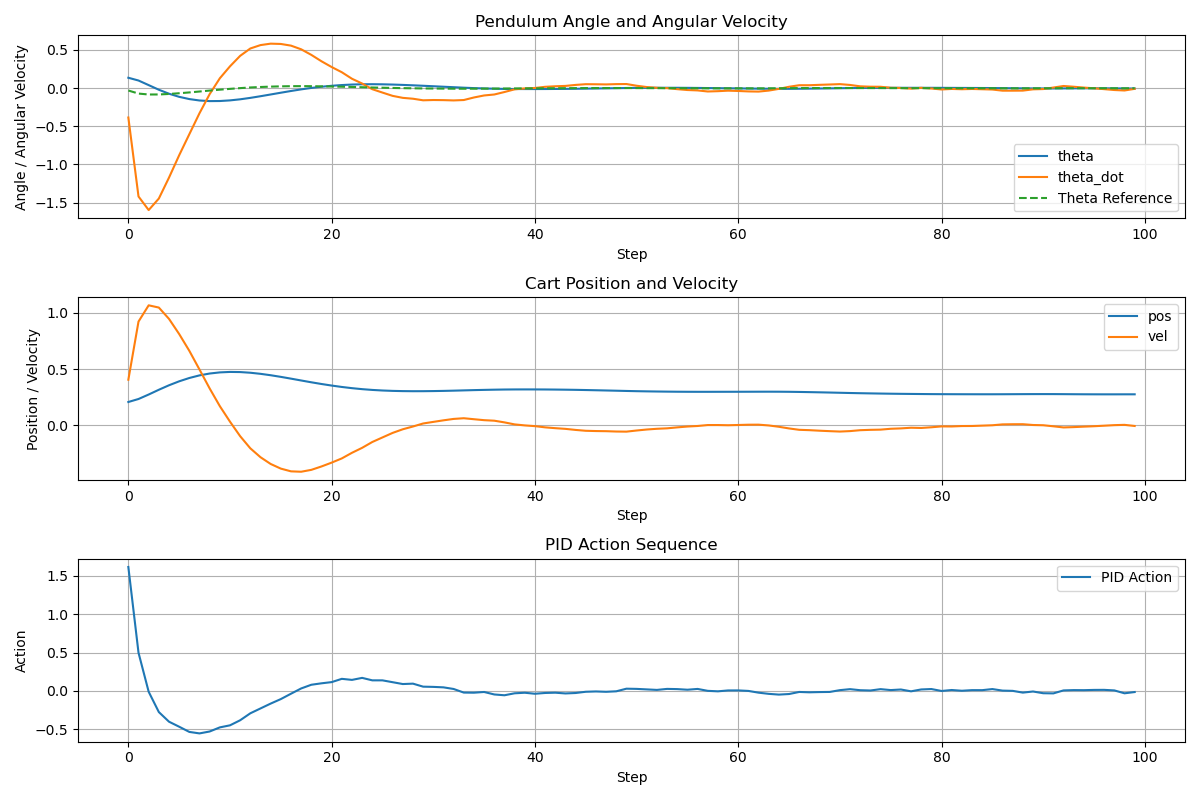 Pendulum Angle and Angular Velocity
Angle / Angular Velocity
0.5
0.0
−0.5
−1.0
−1.5
theta
theta_dot
Theta Reference
0 20 40 60 80 100
Step
Cart Position and Velocity
Position / Velocity
1.0
0.5
0.0
pos
vel
0 20 40 60 80 100
Step
PID Action Sequence
Action
1.5
1.0
0.5
0.0
−0.5
PID Action
0 20 40 60 80 100
Step